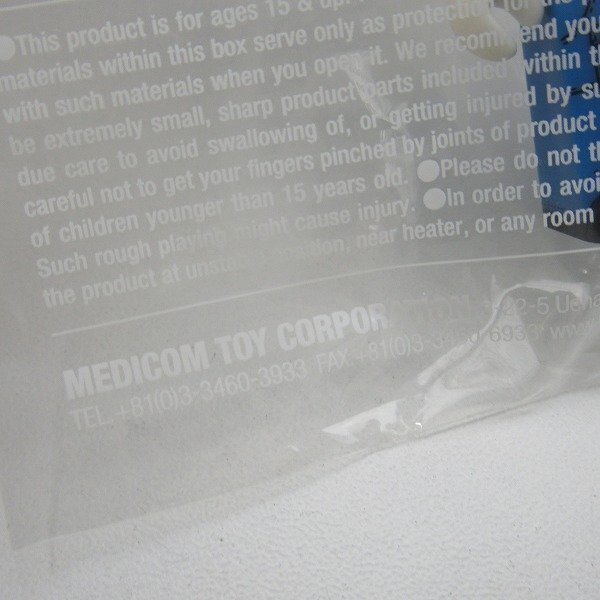 ●This product is for ages 15 & up.
materials within this box serve only as protection for the
with such materials when you open it. We recommend you
be extremely small, sharp product parts included within
due care to avoid swallowing of, or getting injured by
careful not to get your fingers pinched by joints of product
of children younger than 15 years old. ●Please do not
Such rough playing might cause injury. ●In order to avoi
the product at near heater, or any room
MEDICOM TOY CORPORATION 22-5
TEL.+81(0)3-3460-3933 FAX +81(0)3-3460-6930